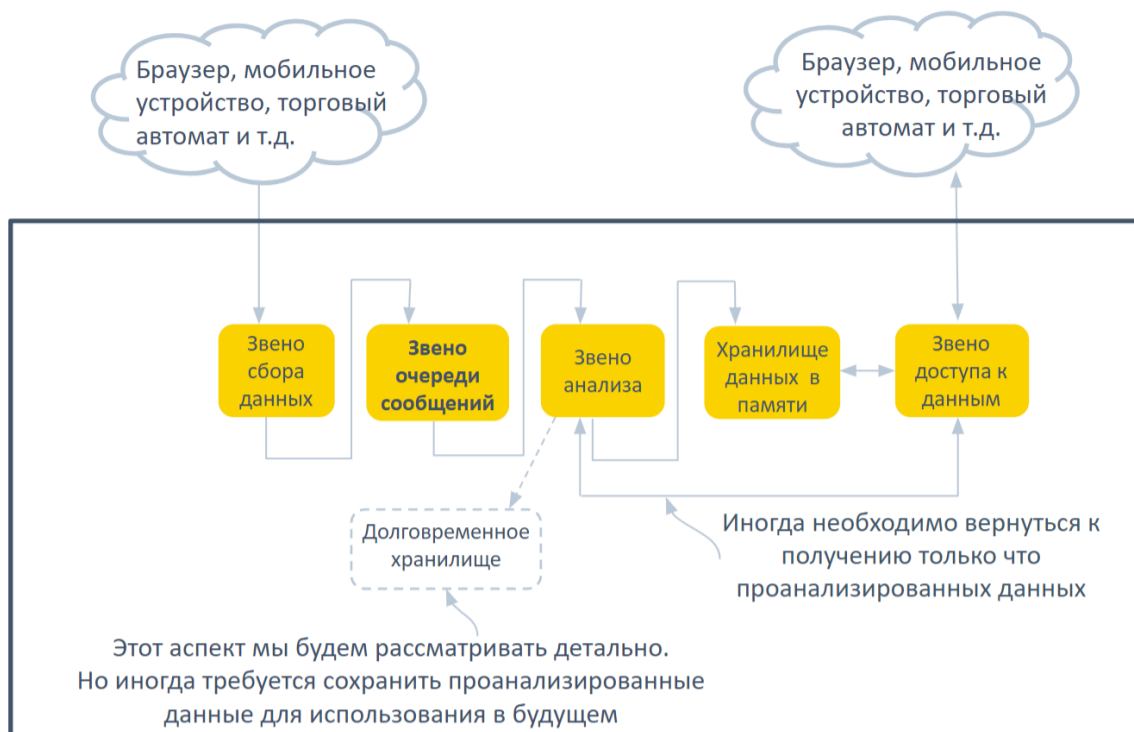 Браузер, мобильное
устройство, торговый
автомат и т.д.
Браузер, мобильное
устройство, торговый
автомат и т.д.
Звено
сбора
данных
Звено
очереди
сообщений
Звено
анализа
Хранилище
данных в
памяти
Звено
доступа к
данным
Долговременное
хранилище
Иногда необходимо вернуться к
получению только что
проанализированных данных
Этот аспект мы будем рассматривать детально.
Но иногда требуется сохранить проанализированные
данные для использования в будущем